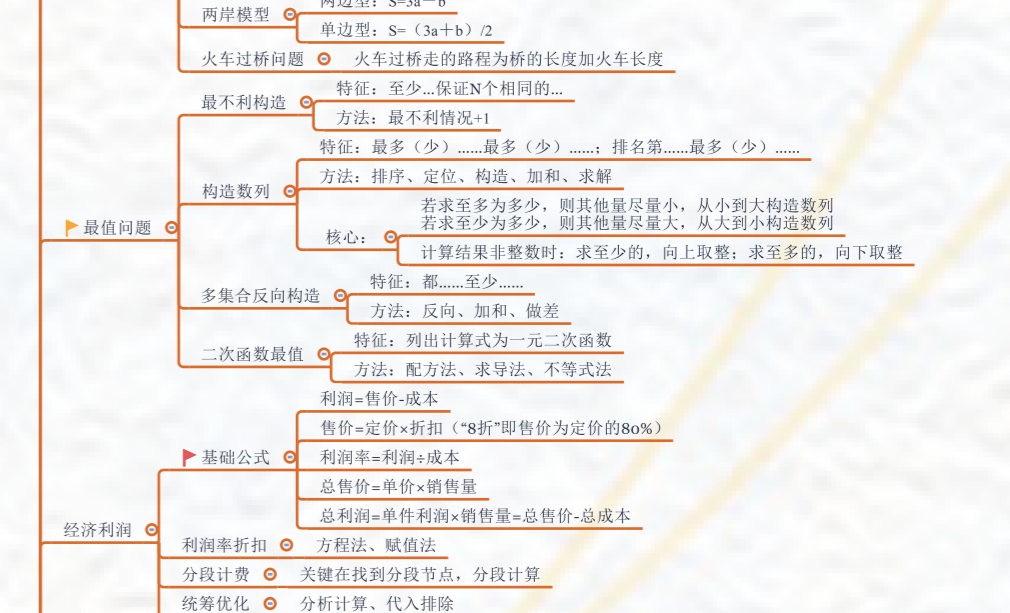 两边型：S=3a－b
两岸模型
单边型：S=（3a＋b）/2
火车过桥问题
火车过桥走的路程为桥的长度加火车长度
特征：至少...保证N个相同的...
最不利构造
方法：最不利情况+1
特征：最多（少）......最多（少）......；排名第......最多（少）......
方法：排序、定位、构造、加和、求解
构造数列
若求至多为多少，则其他量尽量小，从小到大构造数列
若求至少为多少，则其他量尽量大，从大到小构造数列
最值问题
核心：
计算结果非整数时：求至少的，向上取整；求至多的，向下取整
特征：都......至少......
多集合反向构造
方法：反向、加和、做差
特征：列出计算式为一元二次函数
二次函数最值
方法：配方法、求导法、不等式法
利润=售价-成本
售价=定价×折扣（“8折”即售价为定价的80%）
基础公式
利润率=利润÷成本
总售价=单价×销售量
总利润=单件利润×销售量=总售价-总成本
经济利润
利润率折扣
方程法、赋值法
分段计费
关键在找到分段节点，分段计算
统筹优化
分析计算、代入排除